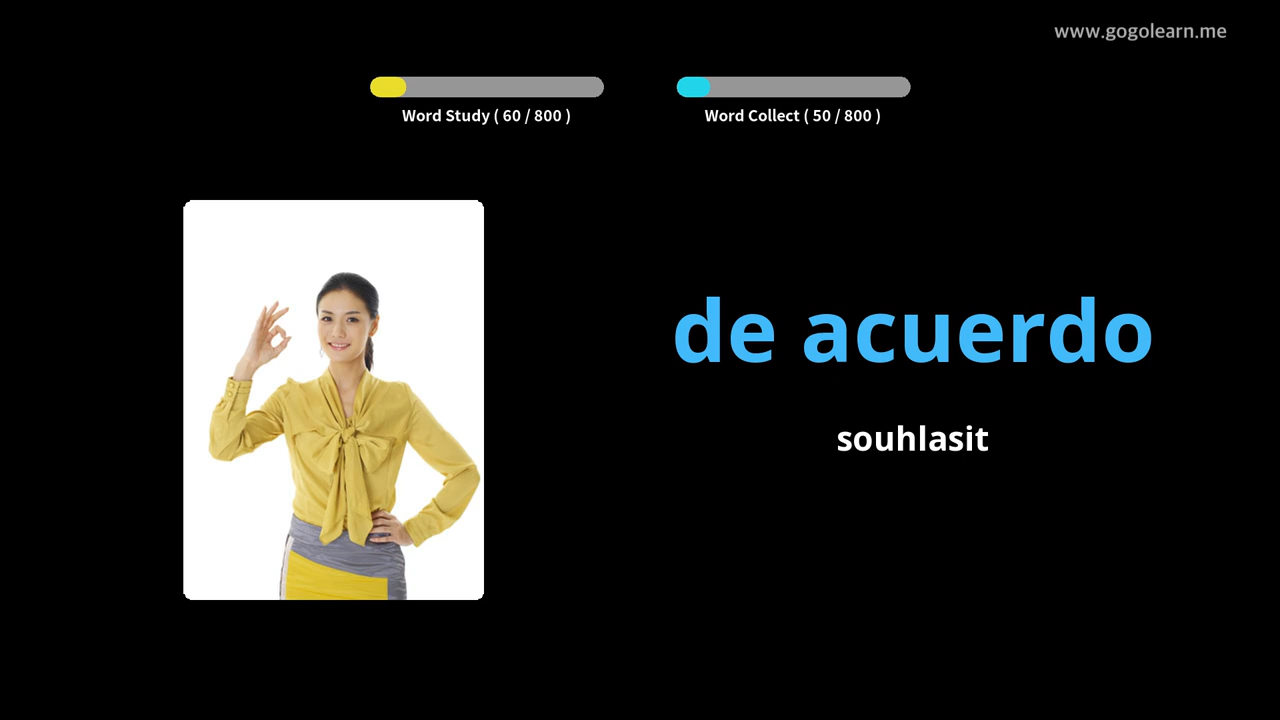 www.gogolearn.me
Word Study ( 60 / 800 )
Word Collect ( 50 / 800 )
de acuerdo
souhlasit